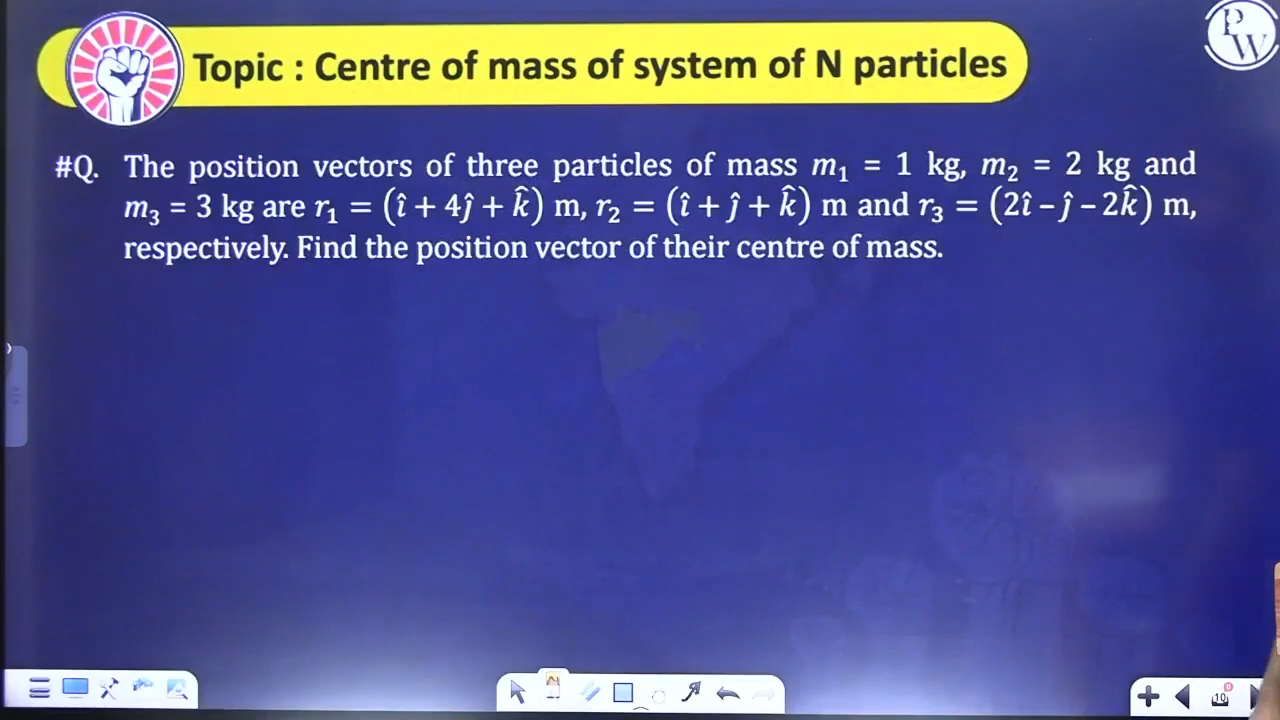 PW
Topic : Centre of mass of system of N particles
#Q. The position vectors of three particles of mass m₁ = 1 kg, m₂ = 2 kg and
m₃ = 3 kg are r₁ = (î + 4ĵ + k̂) m, r₂ = (î + ĵ + k̂) m and r₃ = (2î – ĵ – 2k̂) m,
respectively. Find the position vector of their centre of mass.
10